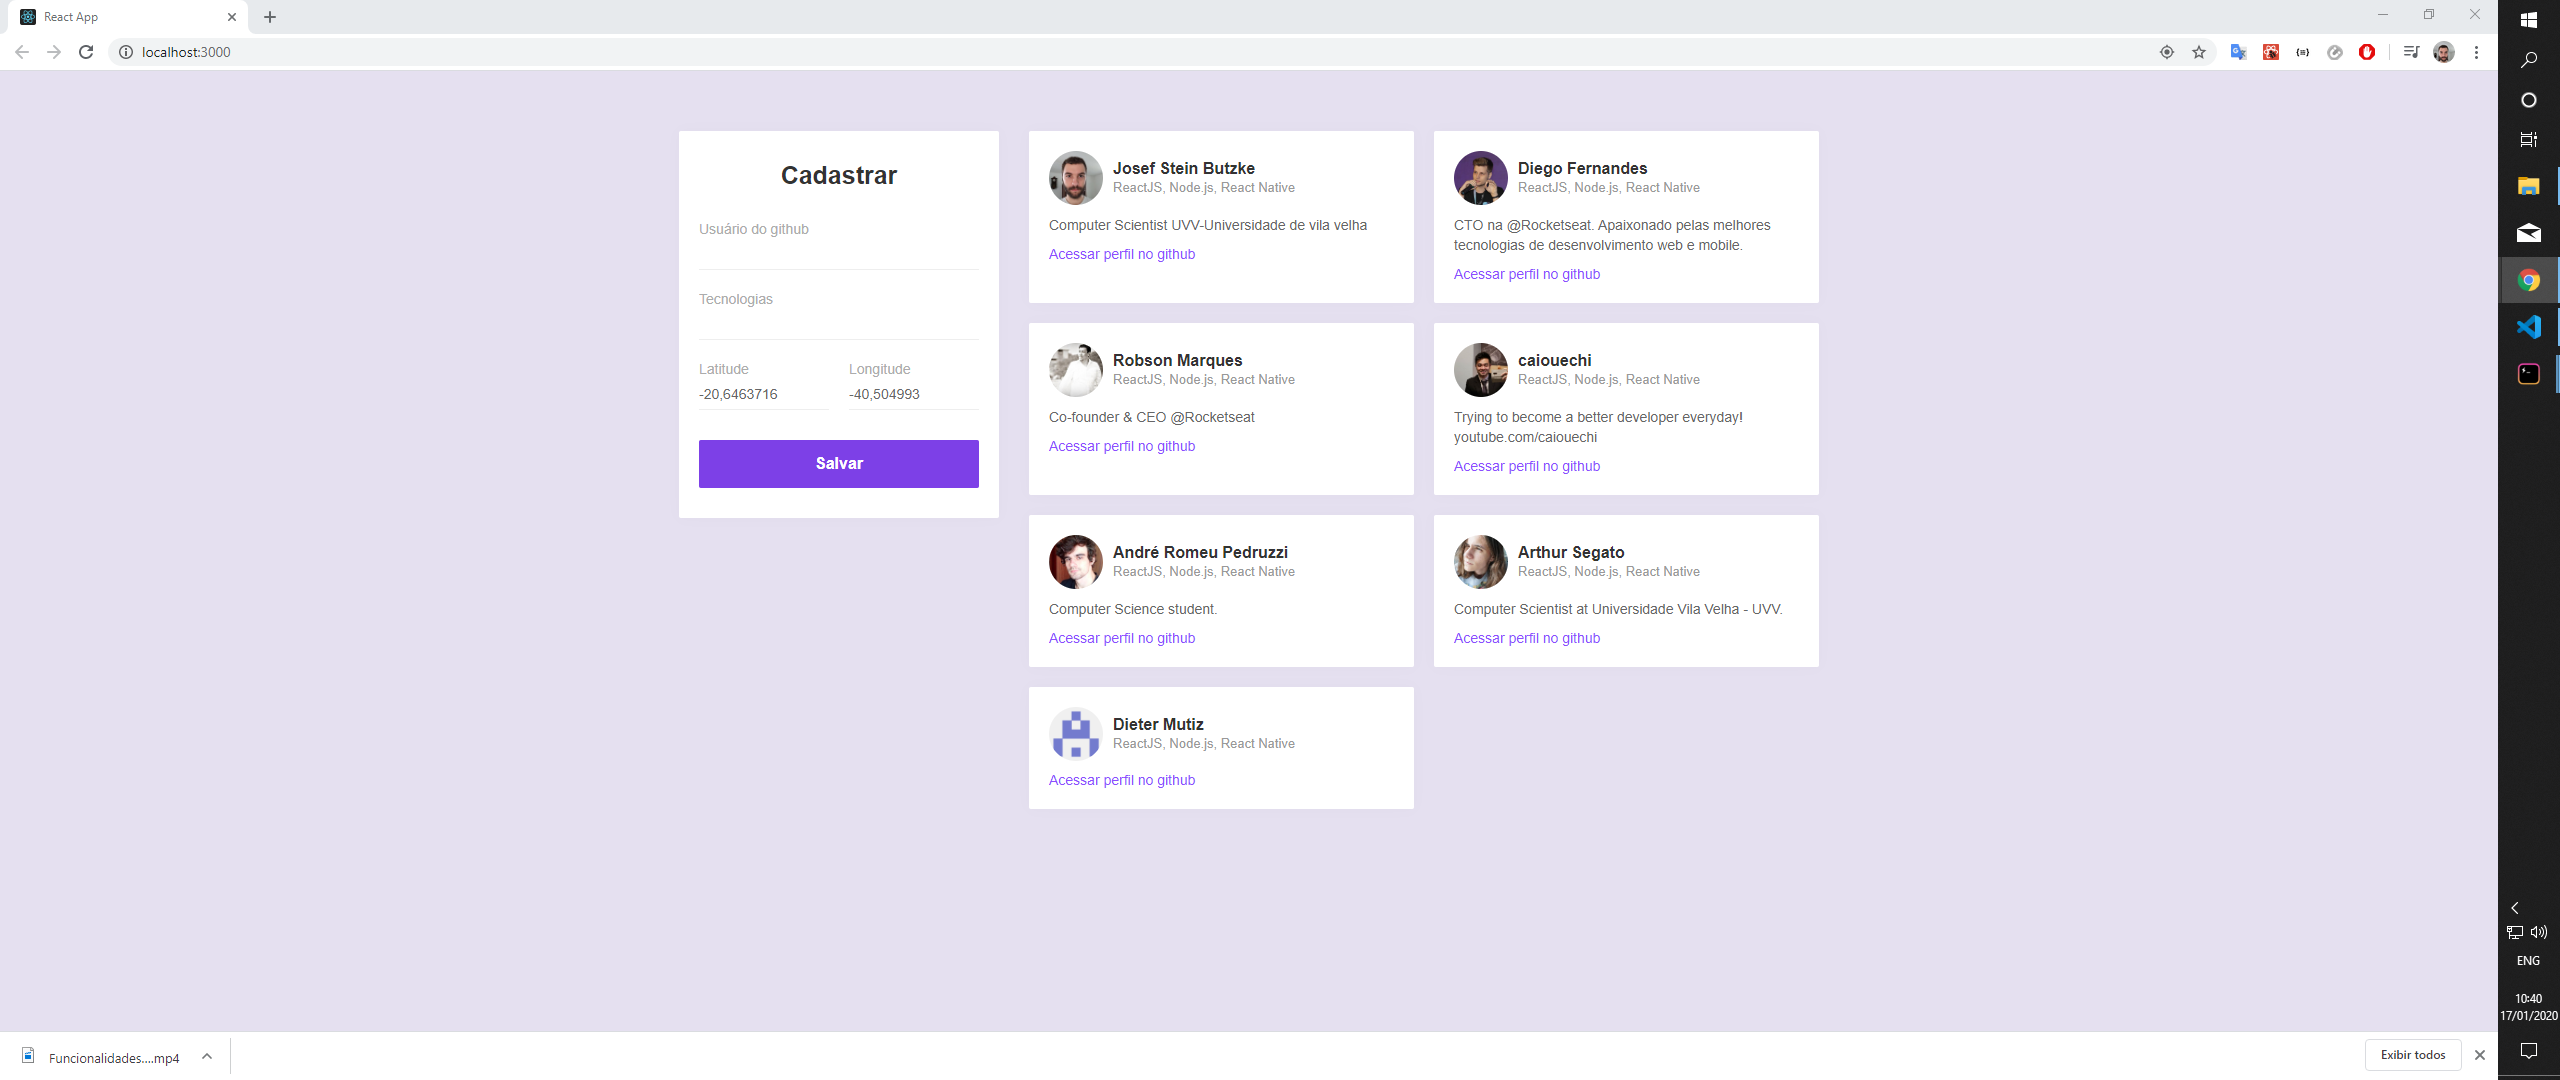 React App
localhost:3000
Cadastrar
Usuário do github
Tecnologias
Latitude
Longitude
-20,6463716
-40,504993
Salvar
Josef Stein Butzke
ReactJS, Node.js, React Native
Computer Scientist UVV-Universidade de vila velha
Acessar perfil no github
Diego Fernandes
ReactJS, Node.js, React Native
CTO na @Rocketseat. Apaixonado pelas melhores
tecnologias de desenvolvimento web e mobile.
Acessar perfil no github
Robson Marques
ReactJS, Node.js, React Native
Co-founder & CEO @Rocketseat
Acessar perfil no github
caiouechi
ReactJS, Node.js, React Native
Trying to become a better developer everyday!
youtube.com/caiouechi
Acessar perfil no github
André Romeu Pedruzzi
ReactJS, Node.js, React Native
Computer Science student.
Acessar perfil no github
Arthur Segato
ReactJS, Node.js, React Native
Computer Scientist at Universidade Vila Velha - UVV.
Acessar perfil no github
Dieter Mutiz
ReactJS, Node.js, React Native
Acessar perfil no github
ENG
10:40
17/01/2020
Funcionalidades....mp4
Exibir todos